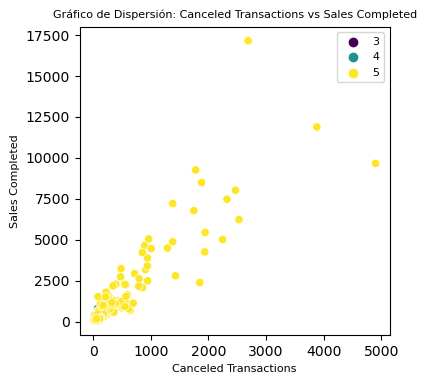 Gráfico de Dispersión: Canceled Transactions vs Sales Completed
17500
15000
12500
10000
7500
5000
2500
0
Sales Completed
3
4
5
0 1000 2000 3000 4000 5000
Canceled Transactions